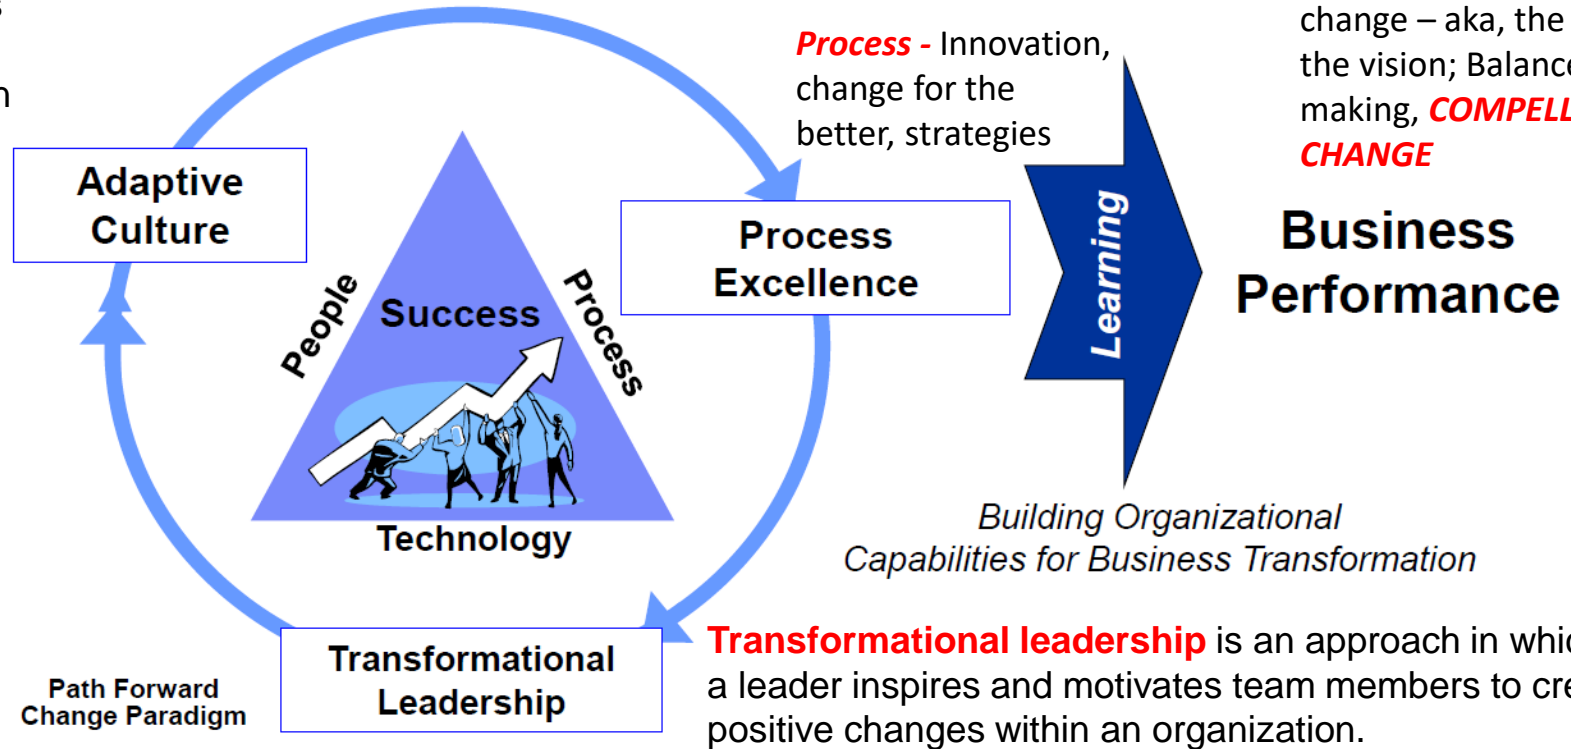 s
n
Adaptive
Culture
Process - Innovation,
change for the
better, strategies
change – aka, the
the vision; Balance
making, COMPELL
CHANGE
Process
Excellence
Learning
Business
Performance
People
Success
Process
Technology
Building Organizational
Capabilities for Business Transformation
Transformational
Leadership
Path Forward
Change Paradigm
Transformational leadership is an approach in whic
a leader inspires and motivates team members to cre
positive changes within an organization.